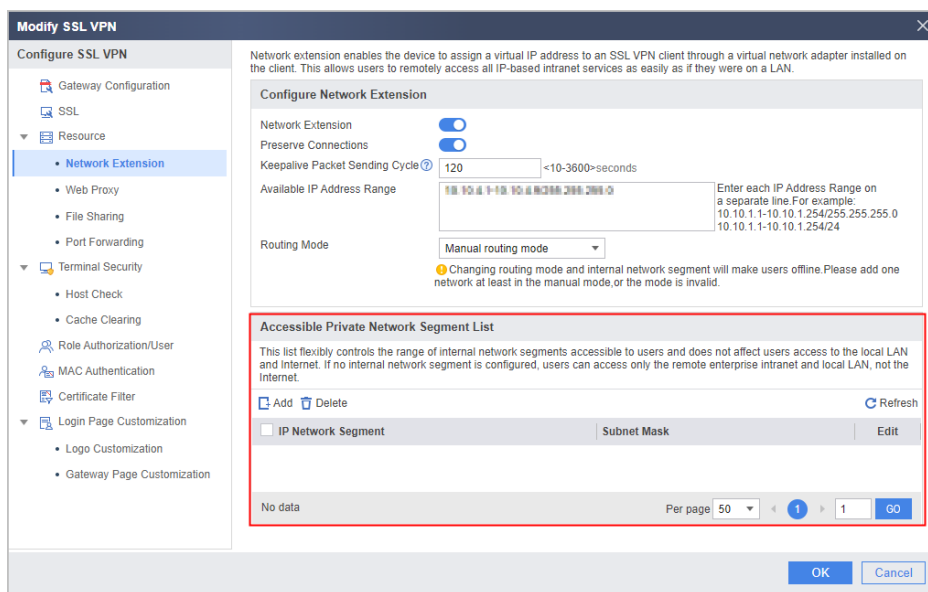 Modify SSL VPN
Configure SSL VPN
Gateway Configuration
SSL
Resource
• Network Extension
• Web Proxy
• File Sharing
• Port Forwarding
Terminal Security
• Host Check
• Cache Clearing
Role Authorization/User
MAC Authentication
Certificate Filter
Login Page Customization
• Logo Customization
• Gateway Page Customization
Network extension enables the device to assign a virtual IP address to an SSL VPN client through a virtual network adapter installed on
the client. This allows users to remotely access all IP-based intranet services as easily as if they were on a LAN.
Configure Network Extension
Network Extension
Preserve Connections
Keepalive Packet Sending Cycle ? 120 <10-3600>seconds
Available IP Address Range
Enter each IP Address Range on
a separate line.For example:
10.10.1.1-10.10.1.254/255.255.255.0
10.10.1.1-10.10.1.254/24
Routing Mode Manual routing mode
Changing routing mode and internal network segment will make users offline.Please add one
network at least in the manual mode,or the mode is invalid.
Accessible Private Network Segment List
This list flexibly controls the range of internal network segments accessible to users and does not affect users access to the local LAN
and Internet. If no internal network segment is configured, users can access only the remote enterprise intranet and local LAN, not the
Internet.
Add Delete Refresh
IP Network Segment Subnet Mask Edit
No data Per page 50 1 1 GO
OK Cancel